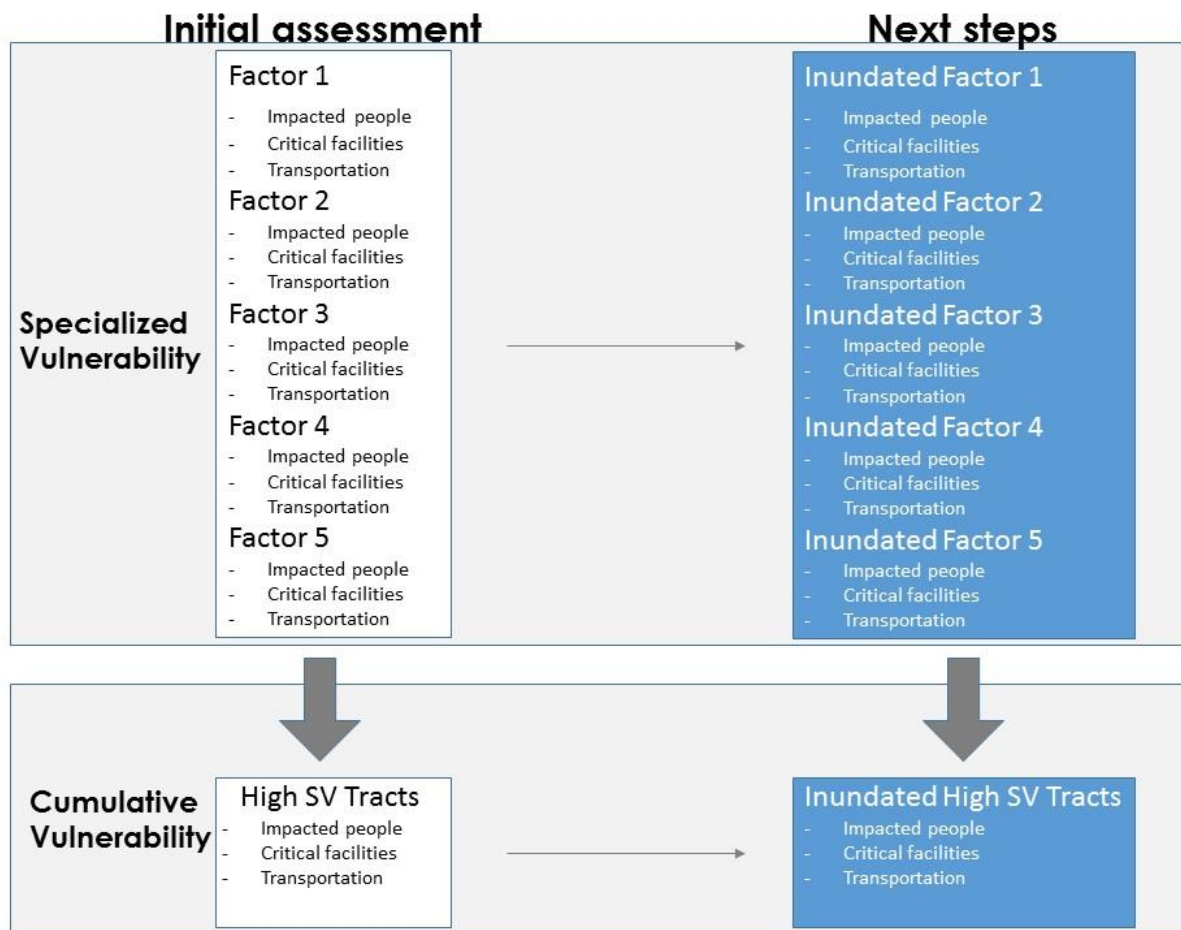 Initial assessment
Next steps
Specialized
Vulnerability
Factor 1
- Impacted people
- Critical facilities
- Transportation
Factor 2
- Impacted people
- Critical facilities
- Transportation
Factor 3
- Impacted people
- Critical facilities
- Transportation
Factor 4
- Impacted people
- Critical facilities
- Transportation
Factor 5
- Impacted people
- Critical facilities
- Transportation
Inundated Factor 1
- Impacted people
- Critical facilities
- Transportation
Inundated Factor 2
- Impacted people
- Critical facilities
- Transportation
Inundated Factor 3
- Impacted people
- Critical facilities
- Transportation
Inundated Factor 4
- Impacted people
- Critical facilities
- Transportation
Inundated Factor 5
- Impacted people
- Critical facilities
- Transportation
Cumulative
Vulnerability
High SV Tracts
- Impacted people
- Critical facilities
- Transportation
Inundated High SV Tracts
- Impacted people
- Critical facilities
- Transportation